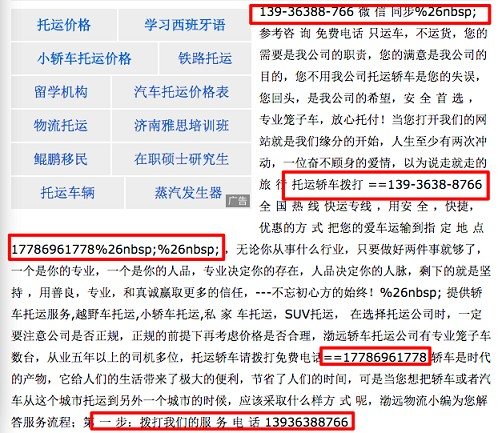 托运价格 学习西班牙语
小轿车托运价格 铁路托运
留学机构 汽车托运价格表
物流托运 济南雅思培训班
鲲鹏移民 在职硕士研究生
托运车辆 蒸汽发生器
广告
139-36388-766 微 信 同步%26nbsp;
参考咨 询 免费电话 只运车，不运货，您的
需要是我公司的职责，您的满意是我公司的
目的，您不用我公司托运轿车是您的失误，
您回头，是我公司的希望，安 全 首 选 ，
专业笼子车，放心托付！当您打开我们的网
站就是我们缘分的开始，人生至少有两次冲
动，一位奋不顾身的爱情，以为说走就走的
旅 行 托运轿车拨打 ==139-3638-8766
全 国 热 线 快运专线 ，用 安 全 ，快捷，
优惠的 方 式 把您的爱车运输到指 定 地 点
17786961778%26nbsp;%26nbsp; ，无论你从事什么行业，只要做好两件事就够了，
一个是你的专业，一个是你的人品，专业决定你的存在，人品决定你的人脉，剩下的就是坚
持 ，用善良，专业，和真诚赢取更多的信任，---不忘初心方的始终！%26nbsp; 提供轿
车托运服务,越野车托运,小轿车托运,私 家 车托运，SUV托运， 在选择托运公司时，一定
要注意公司是否正规，正规的前提下再考虑价格是否合理，渤远轿车托运公司有专业笼子车
数台，从业五年以上的司机多位，托运轿车请拨打免费电话==17786961778 轿车是时代
的产物，它给人们的生活带来了极大的便利，节省了人们的时间，可是当您想把轿车或者汽
车从这个城市托运到另外一个城市的时候，应该采取什么样方 式 呢，渤远物流小编为您解
答服务流程；第 一 步：拨打我们的服 务 电 话 13936388766